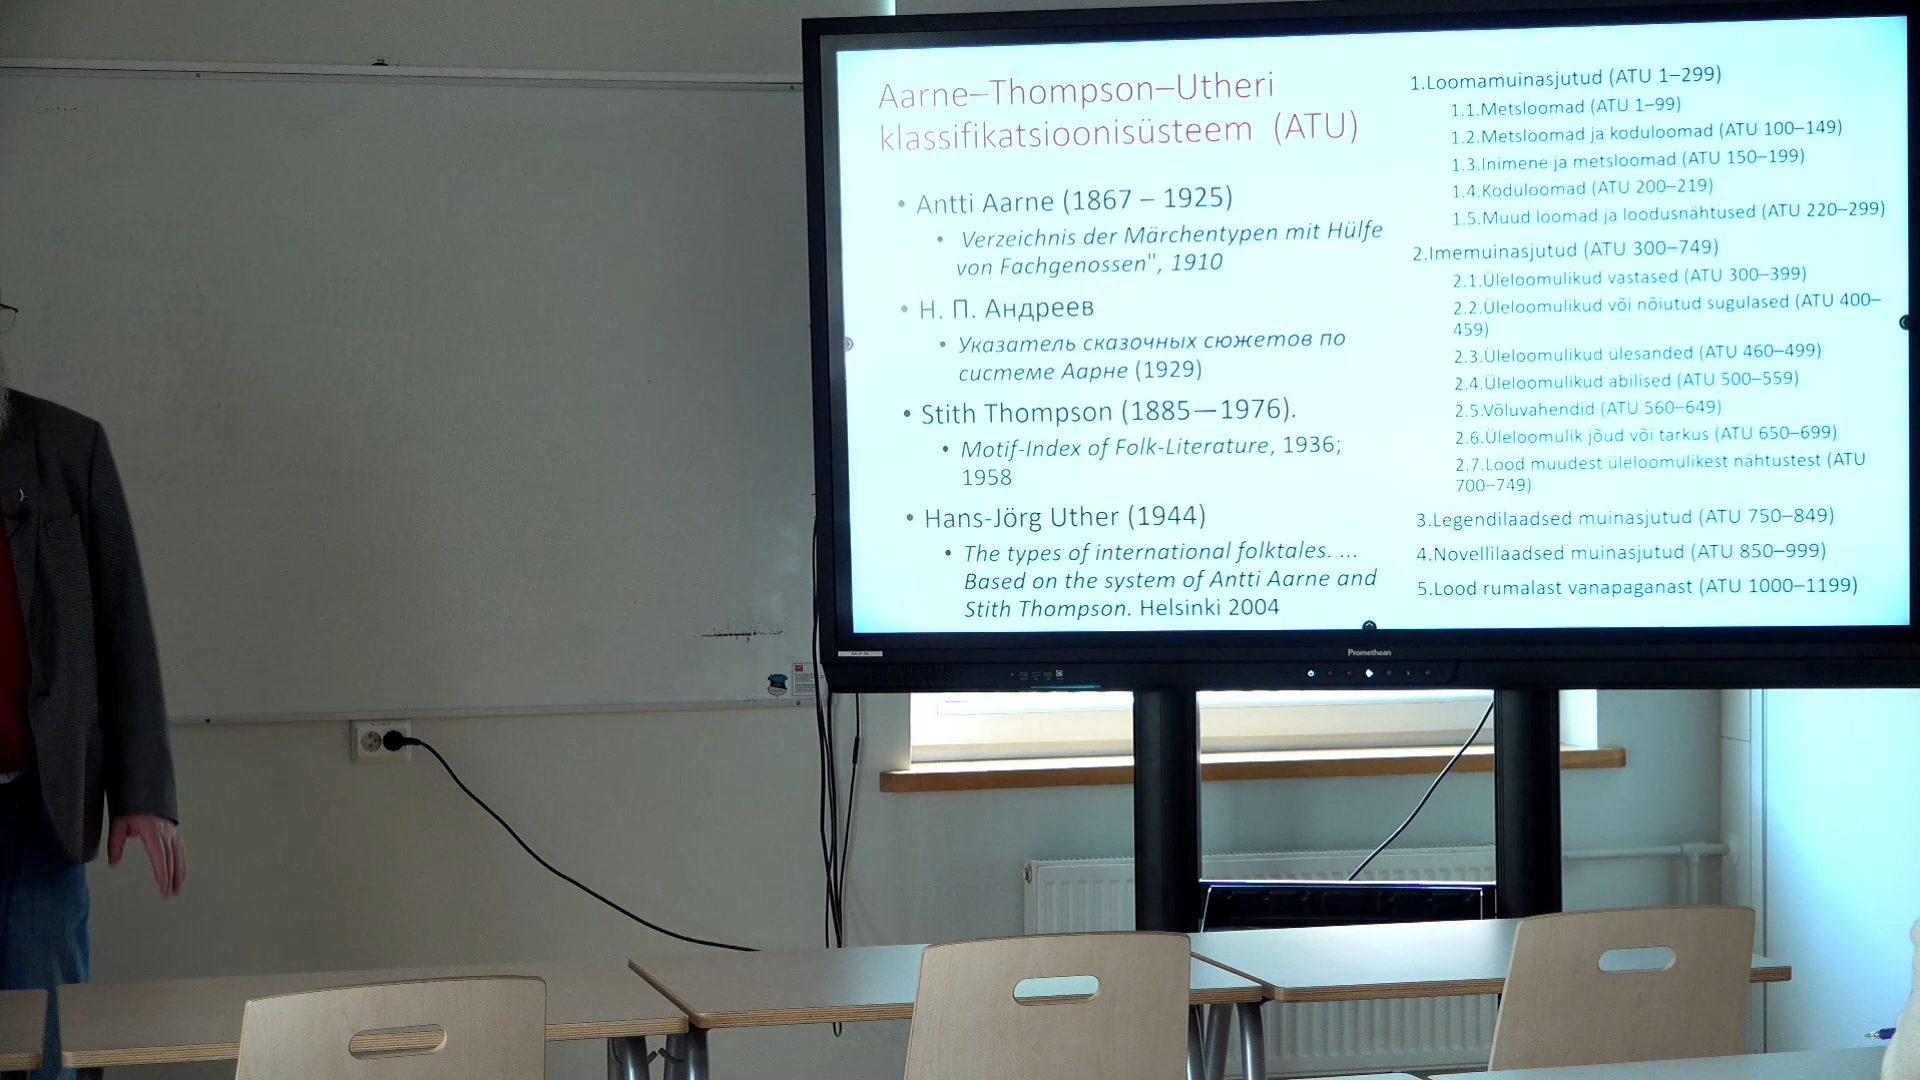 Aarne–Thompson–Utheri
klassifikatsioonisüsteem (ATU)
• Antti Aarne (1867 – 1925)
• Verzeichnis der Märchentypen mit Hülfe
von Fachgenossen", 1910
• Н. П. Андреев
• Указатель сказочных сюжетов по
системе Аарне (1929)
• Stith Thompson (1885—1976).
• Motif-Index of Folk-Literature, 1936;
1958
• Hans-Jörg Uther (1944)
• The types of international folktales. ...
Based on the system of Antti Aarne and
Stith Thompson. Helsinki 2004
1.Loomamuinasjutud (ATU 1–299)
1.1.Metsloomad (ATU 1–99)
1.2.Metsloomad ja koduloomad (ATU 100–149)
1.3.Inimene ja metsloomad (ATU 150–199)
1.4.Koduloomad (ATU 200–219)
1.5.Muud loomad ja loodusnähtused (ATU 220–299)
2.Imemuinasjutud (ATU 300–749)
2.1.Üleloomulikud vastased (ATU 300–399)
2.2.Üleloomulikud või nõiutud sugulased (ATU 400–
459)
2.3.Üleloomulikud ülesanded (ATU 460–499)
2.4.Üleloomulikud abilised (ATU 500–559)
2.5.Võluvahendid (ATU 560–649)
2.6.Üleloomulik jõud või tarkus (ATU 650–699)
2.7.Lood muudest üleloomulikest nähtustest (ATU
700–749)
3.Legendilaadsed muinasjutud (ATU 750–849)
4.Novellilaadsed muinasjutud (ATU 850–999)
5.Lood rumalast vanapaganast (ATU 1000–1199)
Promethean